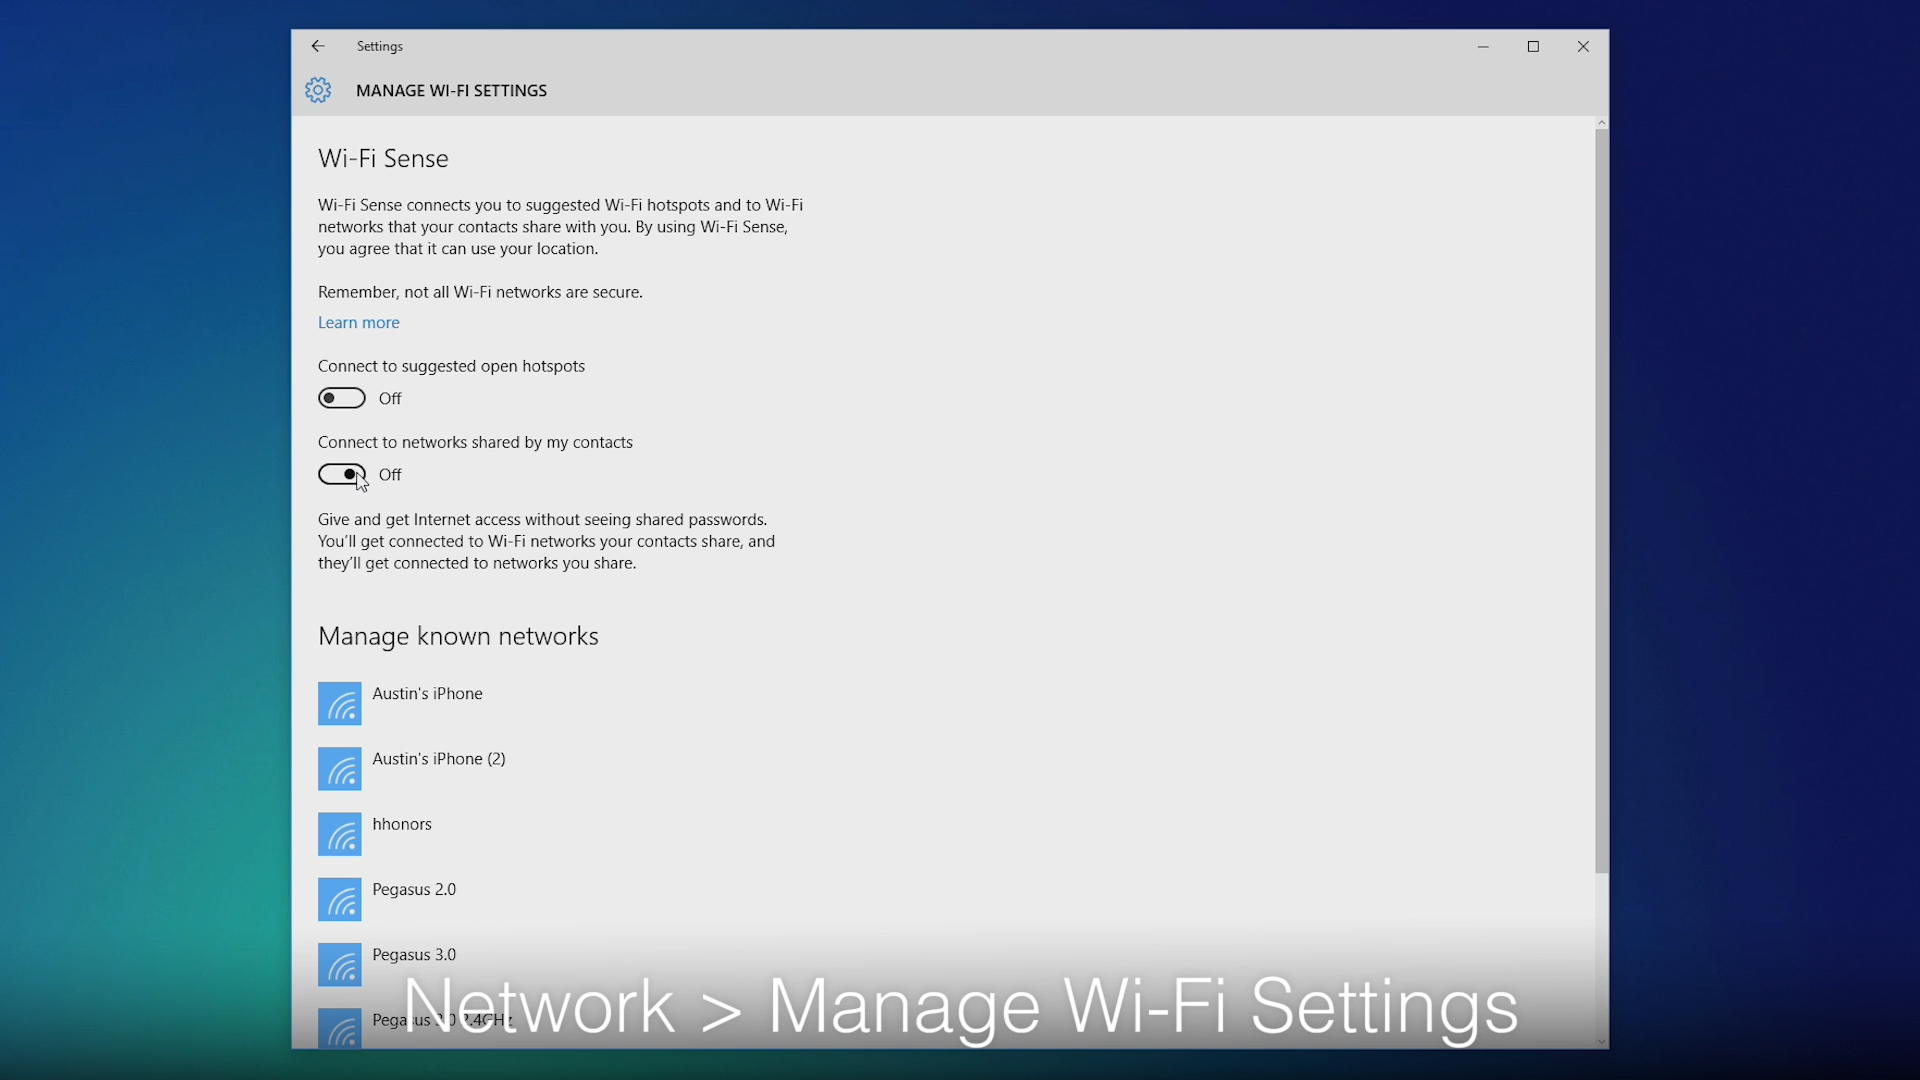 Settings
MANAGE WI-FI SETTINGS
Wi-Fi Sense
Wi-Fi Sense connects you to suggested Wi-Fi hotspots and to Wi-Fi
networks that your contacts share with you. By using Wi-Fi Sense,
you agree that it can use your location.
Remember, not all Wi-Fi networks are secure.
Learn more
Connect to suggested open hotspots
Off
Connect to networks shared by my contacts
Off
Give and get Internet access without seeing shared passwords.
You'll get connected to Wi-Fi networks your contacts share, and
they'll get connected to networks you share.
Manage known networks
Austin's iPhone
Austin's iPhone (2)
hhonors
Pegasus 2.0
Pegasus 3.0
Pegasus 3.0 2.4GHz
Network > Manage Wi-Fi Settings